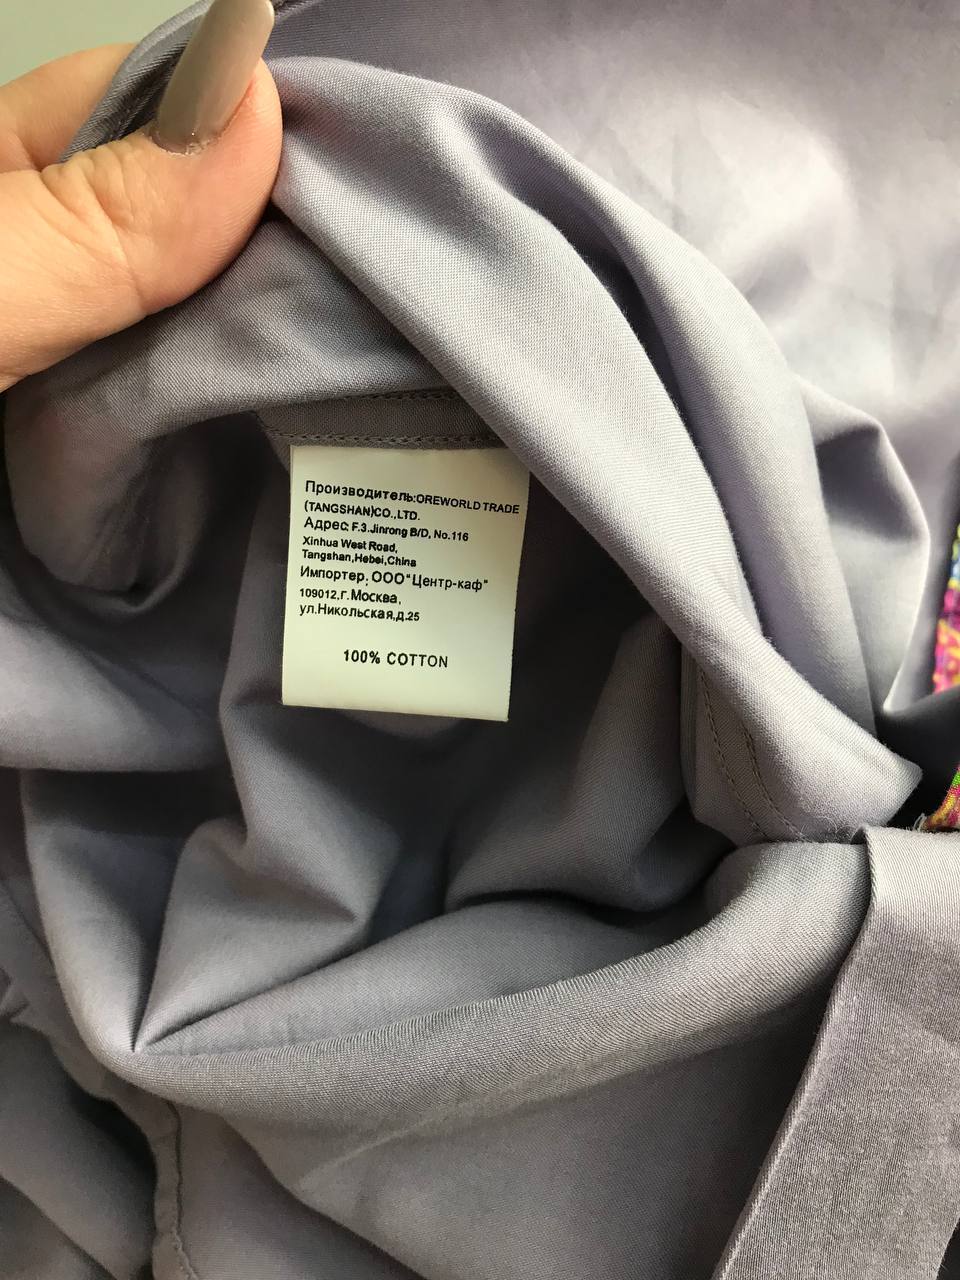 Производитель:OREWORLD TRADE
(TANGSHAN)CO.,LTD.
Адрес: F.3.Jinrong B/D, No.116
Xinhua West Road,
Tangshan,Hebei,China
Импортер: ООО"Центр-каф"
109012,г.Москва,
ул.Никольская,д.25
100% COTTON